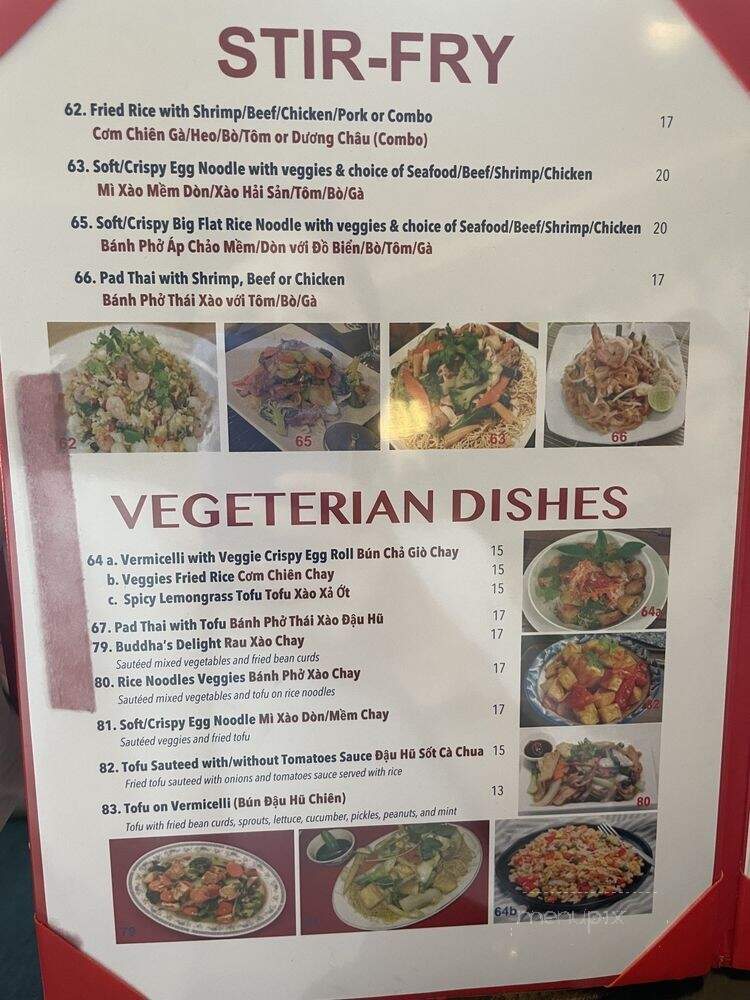 STIR-FRY
62. Fried Rice with Shrimp/Beef/Chicken/Pork or Combo 17
Cơm Chiên Gà/Heo/Bò/Tôm or Dương Châu (Combo)
63. Soft/Crispy Egg Noodle with veggies & choice of Seafood/Beef/Shrimp/Chicken 20
Mì Xào Mềm Dòn/Xào Hải Sản/Tôm/Bò/Gà
65. Soft/Crispy Big Flat Rice Noodle with veggies & choice of Seafood/Beef/Shrimp/Chicken 20
Bánh Phở Áp Chảo Mềm/Dòn với Đồ Biển/Bò/Tôm/Gà
66. Pad Thai with Shrimp, Beef or Chicken 17
Bánh Phở Thái Xào với Tôm/Bò/Gà
62 65 63 66
VEGETERIAN DISHES
64 a. Vermicelli with Veggie Crispy Egg Roll Bún Chả Giò Chay 15
b. Veggies Fried Rice Cơm Chiên Chay 15
c. Spicy Lemongrass Tofu Tofu Xào Xả Ớt 15
64a
67. Pad Thai with Tofu Bánh Phở Thái Xào Đậu Hũ 17
79. Buddha's Delight Rau Xào Chay 17
Sautéed mixed vegetables and fried bean curds
80. Rice Noodles Veggies Bánh Phở Xào Chay 17
Sautéed mixed vegetables and tofu on rice noodles
82
81. Soft/Crispy Egg Noodle Mì Xào Dòn/Mềm Chay 17
Sautéed veggies and fried tofu
82. Tofu Sauteed with/without Tomatoes Sauce Đậu Hũ Sốt Cà Chua 15
Fried tofu sauteed with onions and tomatoes sauce served with rice
83. Tofu on Vermicelli (Bún Đậu Hũ Chiên) 13
Tofu with fried bean curds, sprouts, lettuce, cucumber, pickles, peanuts, and mint
80
79
64b
menupix